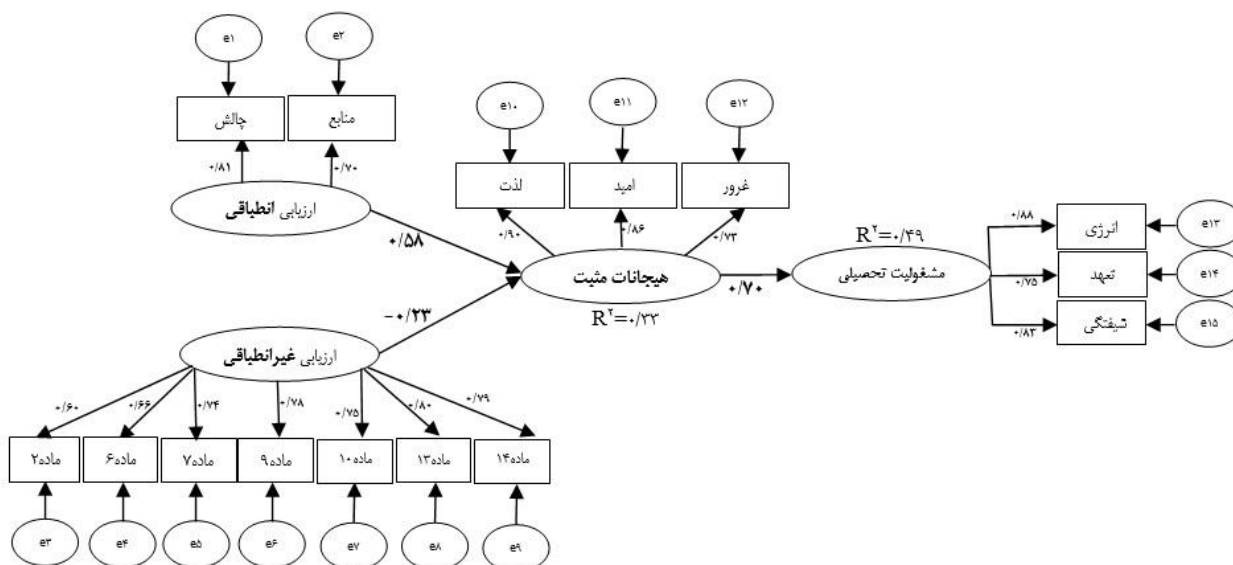 e۱
e۲
چالش
منابع
۰/۸۱
۰/۷۰
ارزیابی انطباقی
e۱۰
e۱۱
e۱۲
لذت
امید
غرور
۰/۹۰
۰/۸۶
۰/۷۳
۰/۵۸
هیجانات مثبت
R۲=۰/۳۳
-۰/۲۳
۰/۷۰
R۲=۰/۴۹
مشغولیت تحصیلی
۰/۸۸
۰/۷۵
۰/۸۳
انرژی
تعهد
شیفتگی
e۱۳
e۱۴
e۱۵
ارزیابی غیرانطباقی
۰/۶۰
۰/۶۶
۰/۷۴
۰/۷۸
۰/۷۵
۰/۸۰
۰/۷۹
ماده۲
ماده۶
ماده۷
ماده۹
ماده۱۰
ماده۱۳
ماده۱۴
e۳
e۴
e۵
e۶
e۷
e۸
e۹